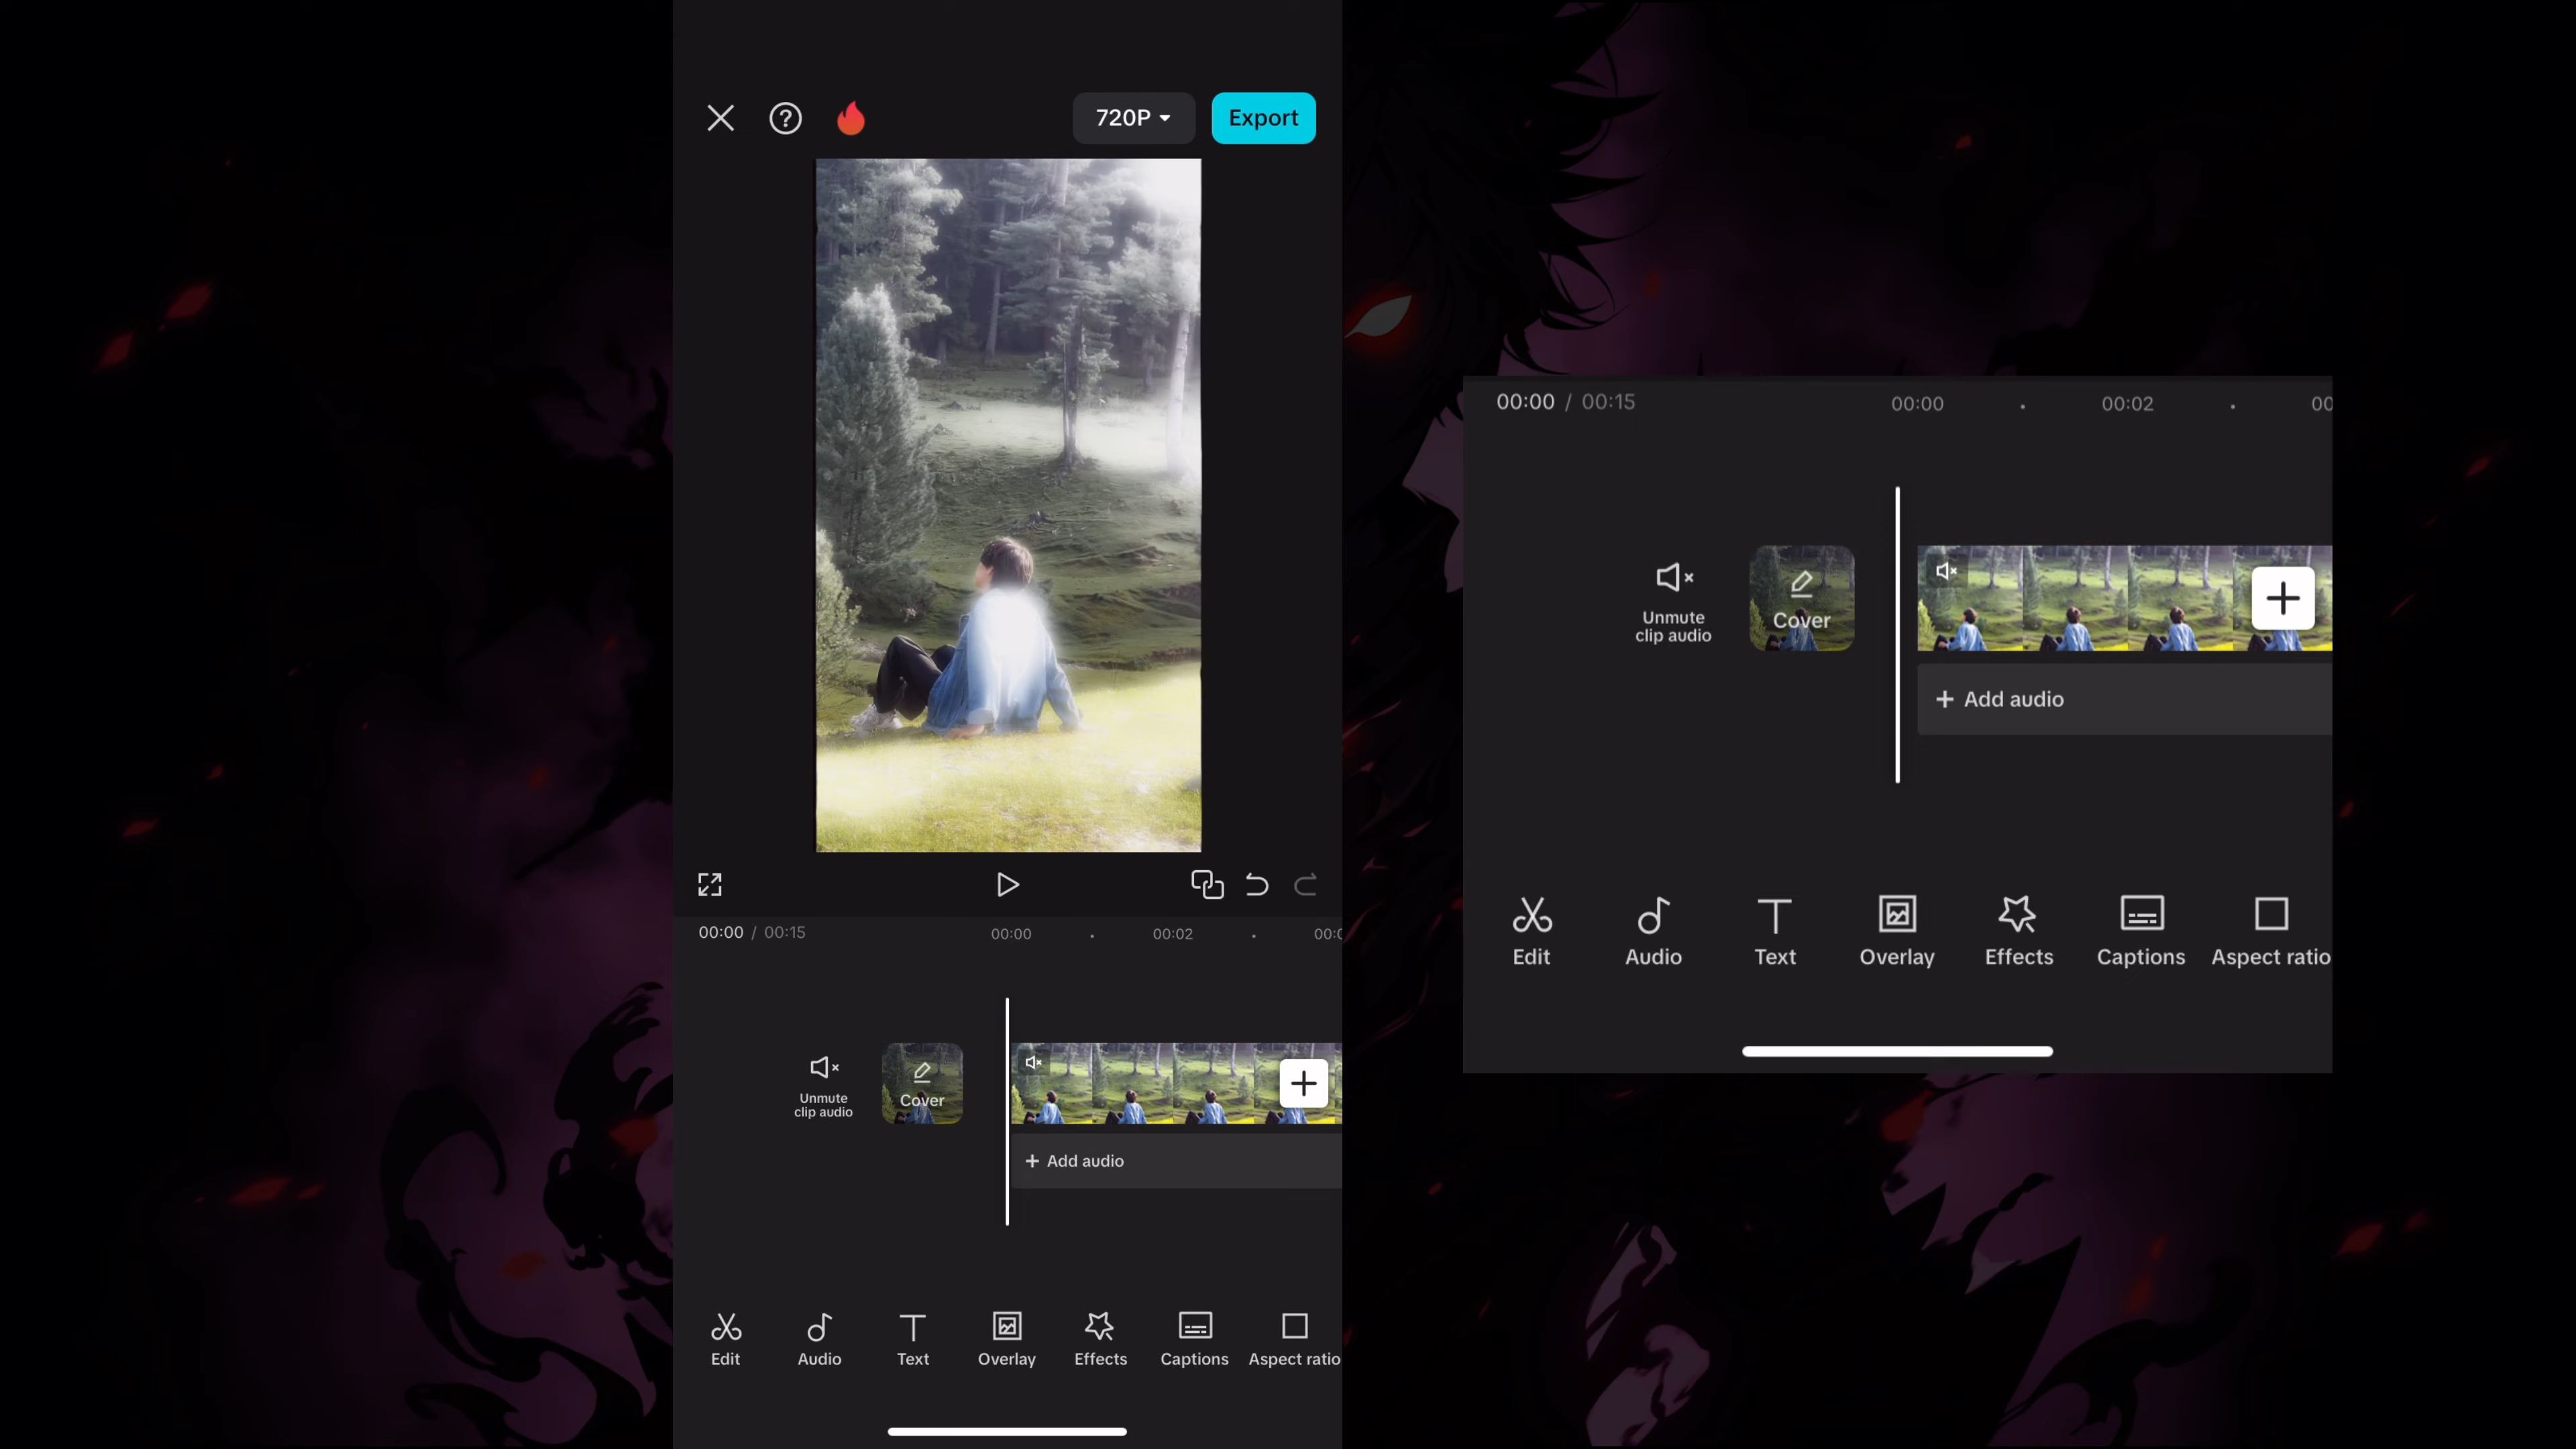 720P
Export
00:00 / 00:15
00:00
00:02
Unmute
clip audio
Cover
+ Add audio
Edit
Audio
Text
Overlay
Effects
Captions
Aspect ratio
00:00 / 00:15
00:00
00:02
00
Unmute
clip audio
Cover
+ Add audio
Edit
Audio
Text
Overlay
Effects
Captions
Aspect ratio